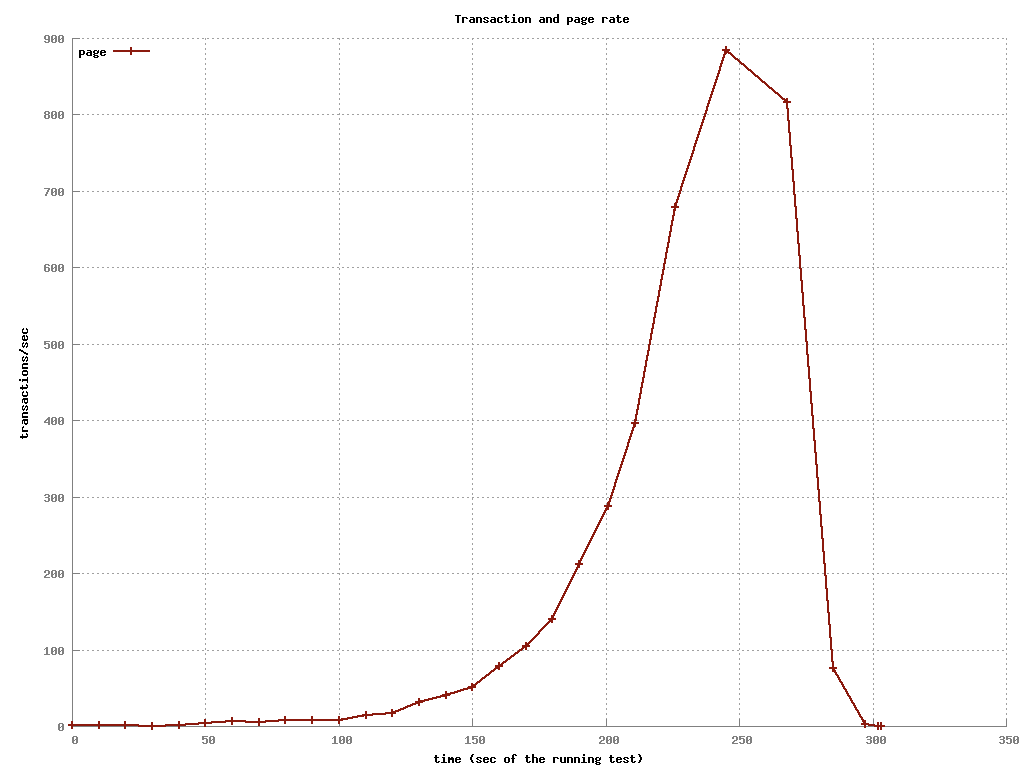 Transaction and page rate
page
900
800
700
600
500
400
300
200
100
0
transactions/sec
0 50 100 150 200 250 300 350
time (sec of the running test)